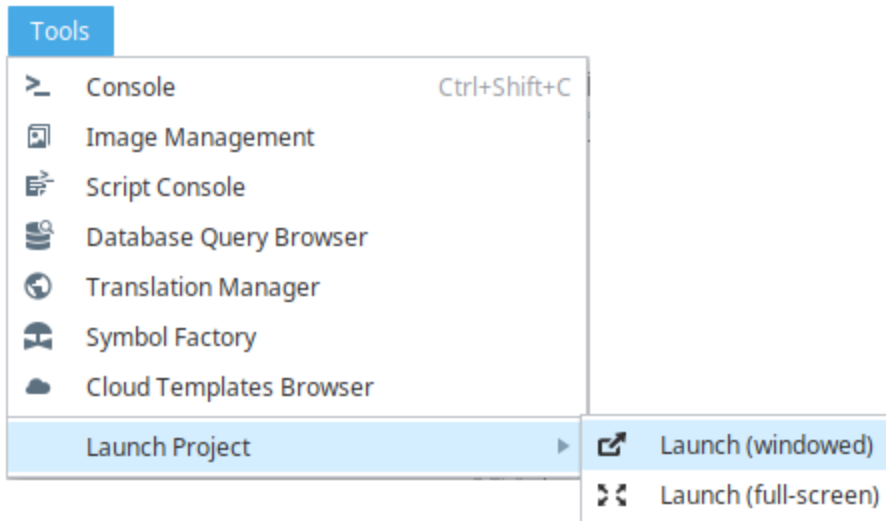 Tools
Console Ctrl+Shift+C
Image Management
Script Console
Database Query Browser
Translation Manager
Symbol Factory
Cloud Templates Browser
Launch Project Launch (windowed)
Launch (full-screen)